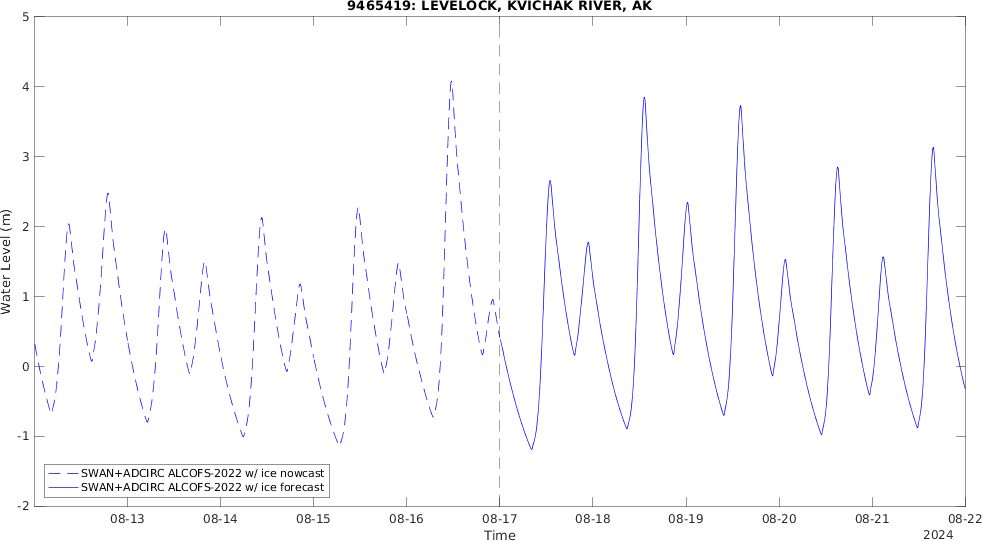 9465419: LEVELOCK, KVICHAK RIVER, AK
5
4
3
2
1
0
-1
-2
Water Level (m)
SWAN+ADCIRC ALCOFS-2022 w/ ice nowcast
SWAN+ADCIRC ALCOFS-2022 w/ ice forecast
08-13 08-14 08-15 08-16 08-17 08-18 08-19 08-20 08-21 08-22
Time
2024